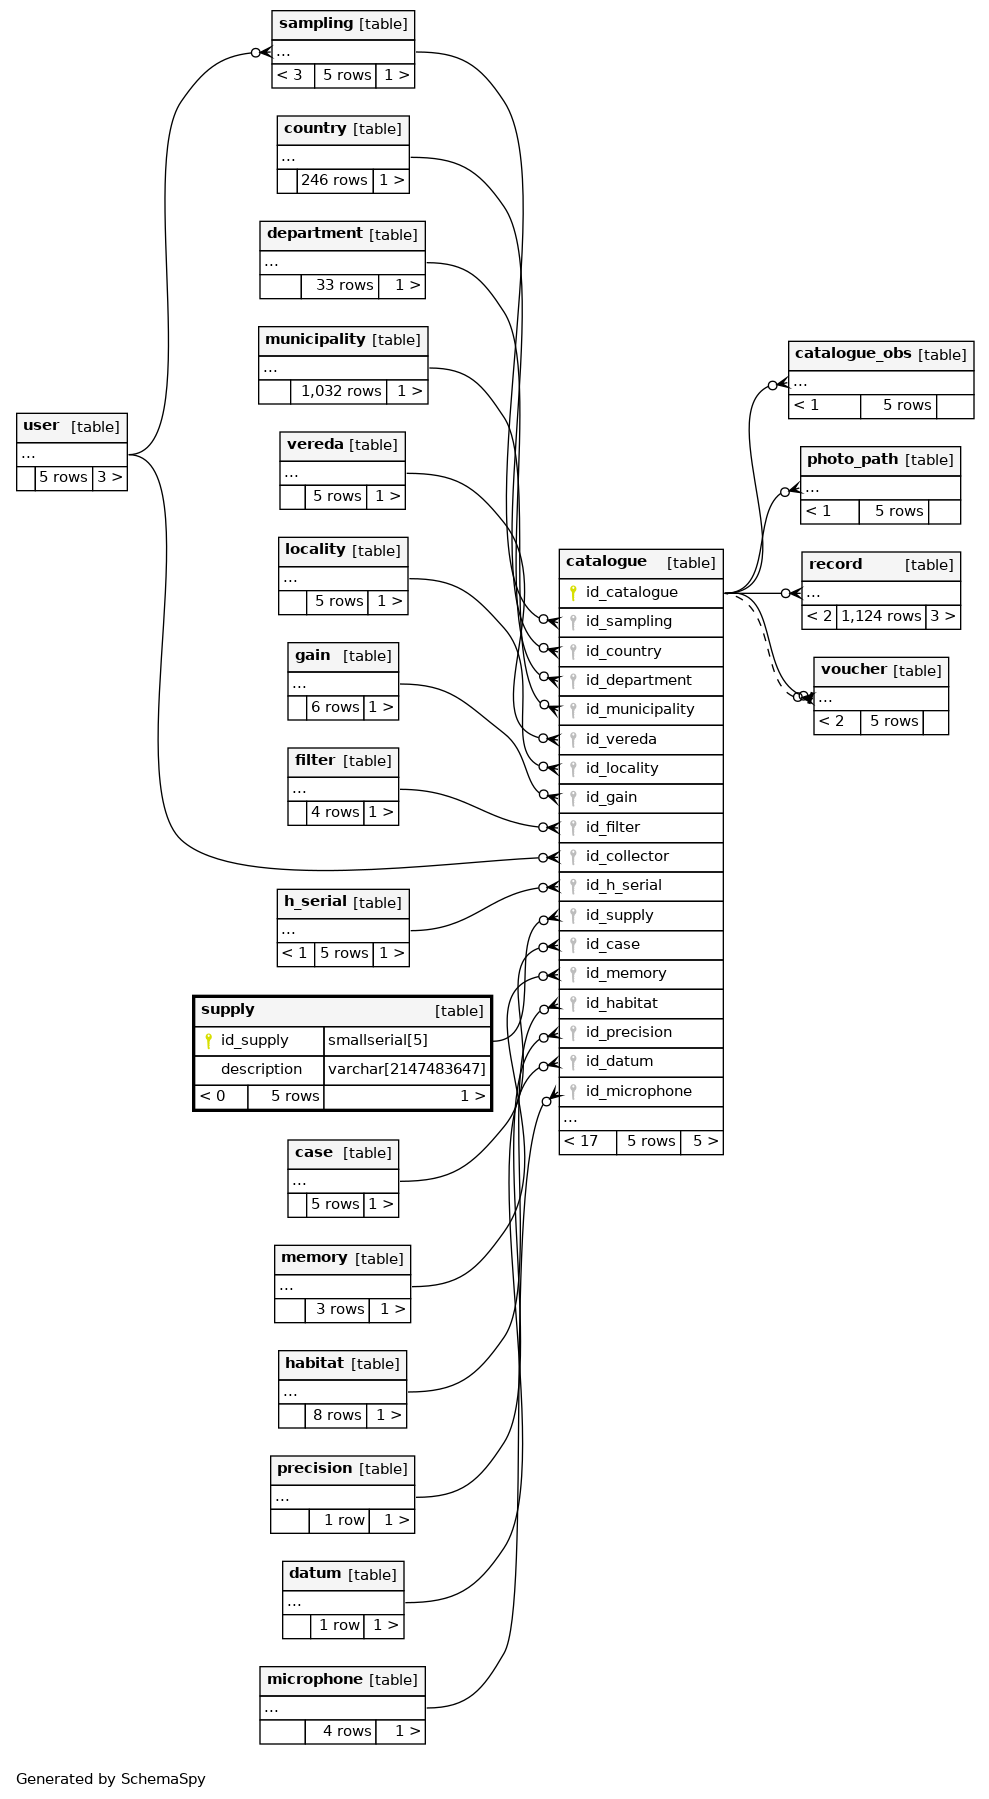 sampling [table]
...
< 3 5 rows 1 >
country [table]
...
246 rows 1 >
department [table]
...
33 rows 1 >
municipality [table]
...
1,032 rows 1 >
user [table]
...
5 rows 3 >
vereda [table]
...
5 rows 1 >
locality [table]
...
5 rows 1 >
gain [table]
...
6 rows 1 >
filter [table]
...
4 rows 1 >
h_serial [table]
...
< 1 5 rows 1 >
supply [table]
id_supply smallserial[5]
description varchar[2147483647]
< 0 5 rows 1 >
case [table]
...
5 rows 1 >
memory [table]
...
3 rows 1 >
habitat [table]
...
8 rows 1 >
precision [table]
...
1 row 1 >
datum [table]
...
1 row 1 >
microphone [table]
...
4 rows 1 >
catalogue [table]
id_catalogue
id_sampling
id_country
id_department
id_municipality
id_vereda
id_locality
id_gain
id_filter
id_collector
id_h_serial
id_supply
id_case
id_memory
id_habitat
id_precision
id_datum
id_microphone
...
< 17 5 rows 5 >
catalogue_obs [table]
...
< 1 5 rows
photo_path [table]
...
< 1 5 rows
record [table]
...
< 2 1,124 rows 3 >
voucher [table]
...
< 2 5 rows
Generated by SchemaSpy